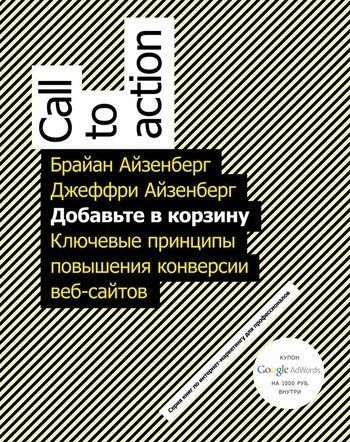 Call
to
action
Брайан Айзенберг
Джеффри Айзенберг
Добавьте в корзину
Ключевые принципы
повышения конверсии
веб-сайтов
Серия книг по интернет-маркетингу для профессионалов
КУПОН
Google AdWords
НА 1000 РУБ.
ВНУТРИ